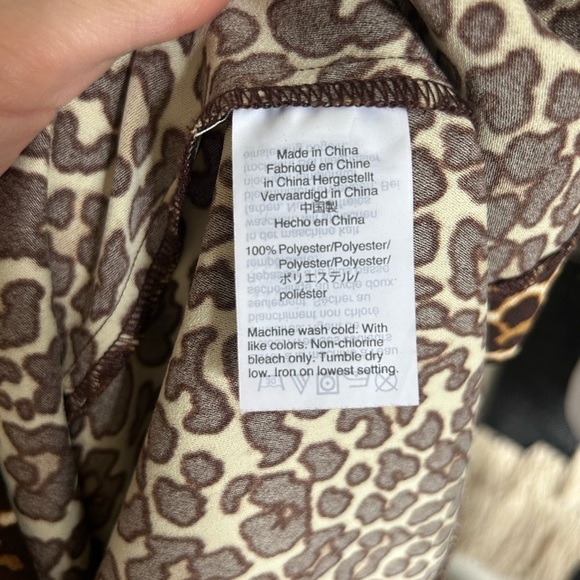 Made in China
Fabriqué en Chine
in China Hergestellt
Vervaardigd in China
中国製
Hecho en China
100% Polyester/Polyester/
Polyester/Polyester/
ポリエステル/
poliéster
Machine wash cold. With
like colors. Non-chlorine
bleach only. Tumble dry
low. Iron on lowest setting.